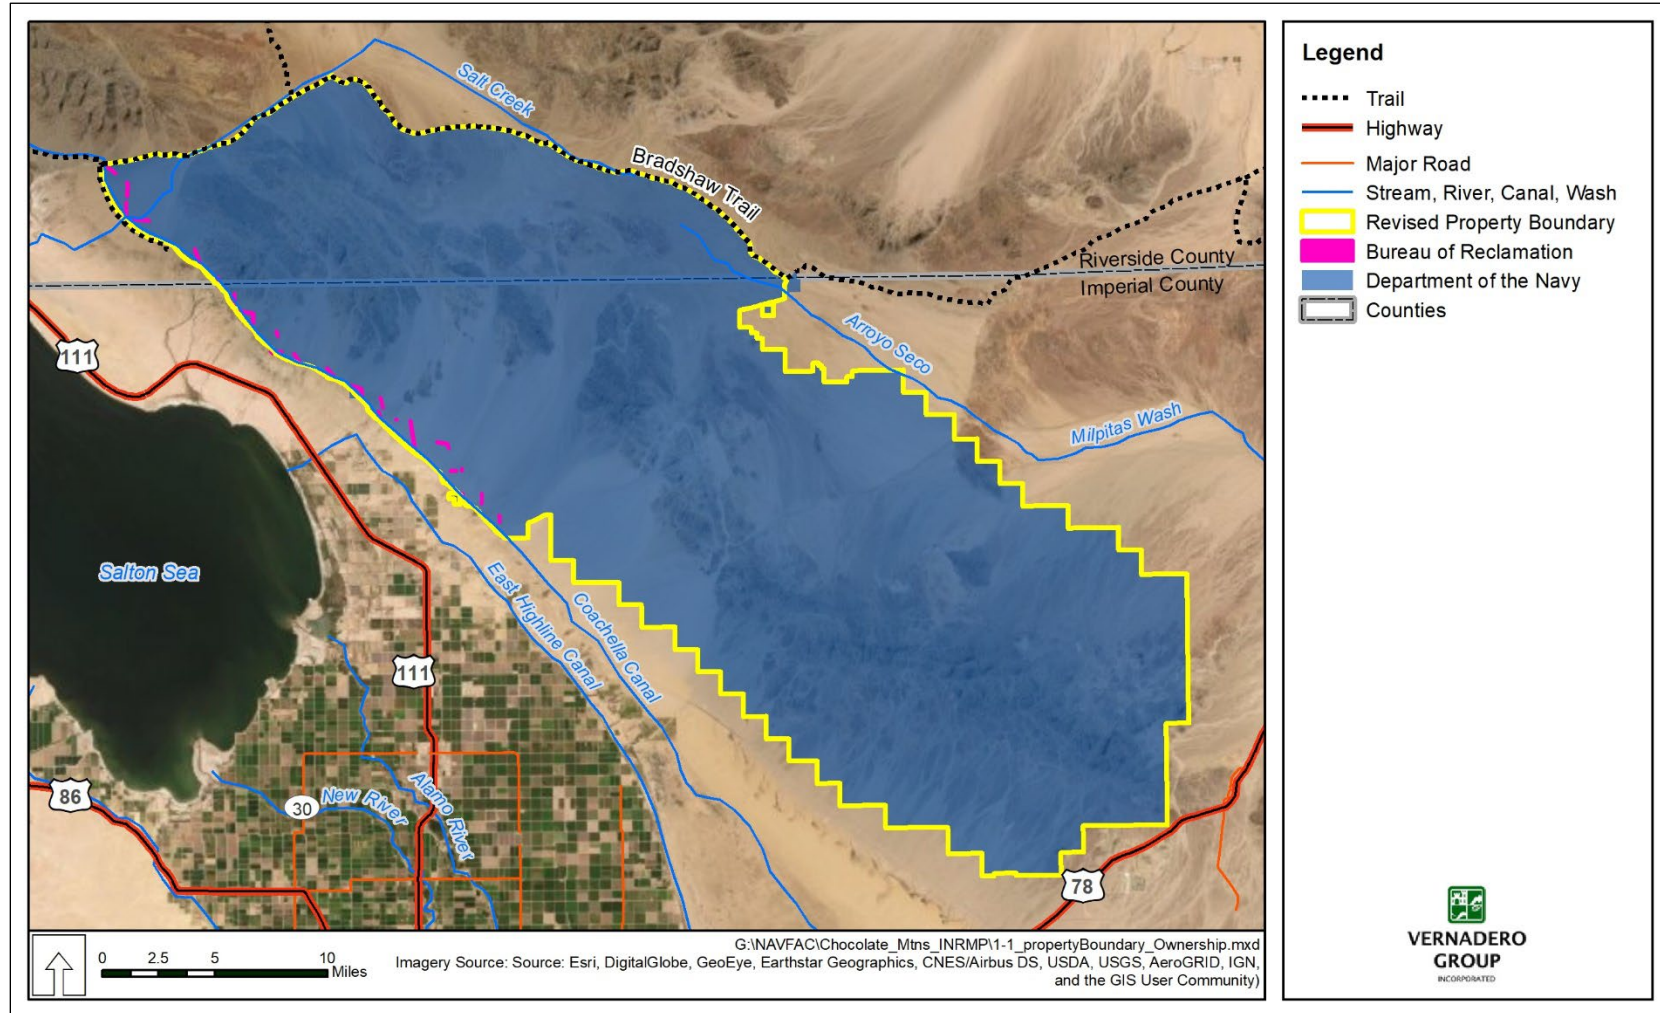 Salt Creek
Bradshaw Trail
Riverside County
Imperial County
Arroyo Seco
Milpitas Wash
111
Salton Sea
East Highline Canal
Coachella Canal
111
86
30
New River
Alamo River
78
0 2.5 5 10
Miles
G:\NAVFAC\Chocolate_Mtns_INRMP\1-1_propertyBoundary_Ownership.mxd
Imagery Source: Source: Esri, DigitalGlobe, GeoEye, Earthstar Geographics, CNES/Airbus DS, USDA, USGS, AeroGRID, IGN,
and the GIS User Community)
Legend
Trail
Highway
Major Road
Stream, River, Canal, Wash
Revised Property Boundary
Bureau of Reclamation
Department of the Navy
Counties
VERNADERO
GROUP
INCORPORATED